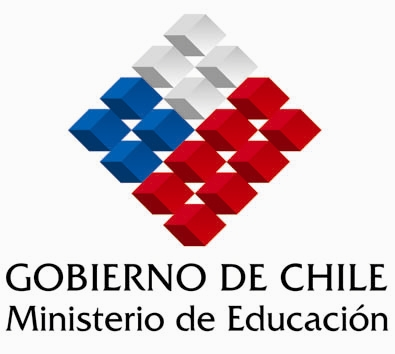 GOBIERNO DE CHILE
Ministerio de Educación